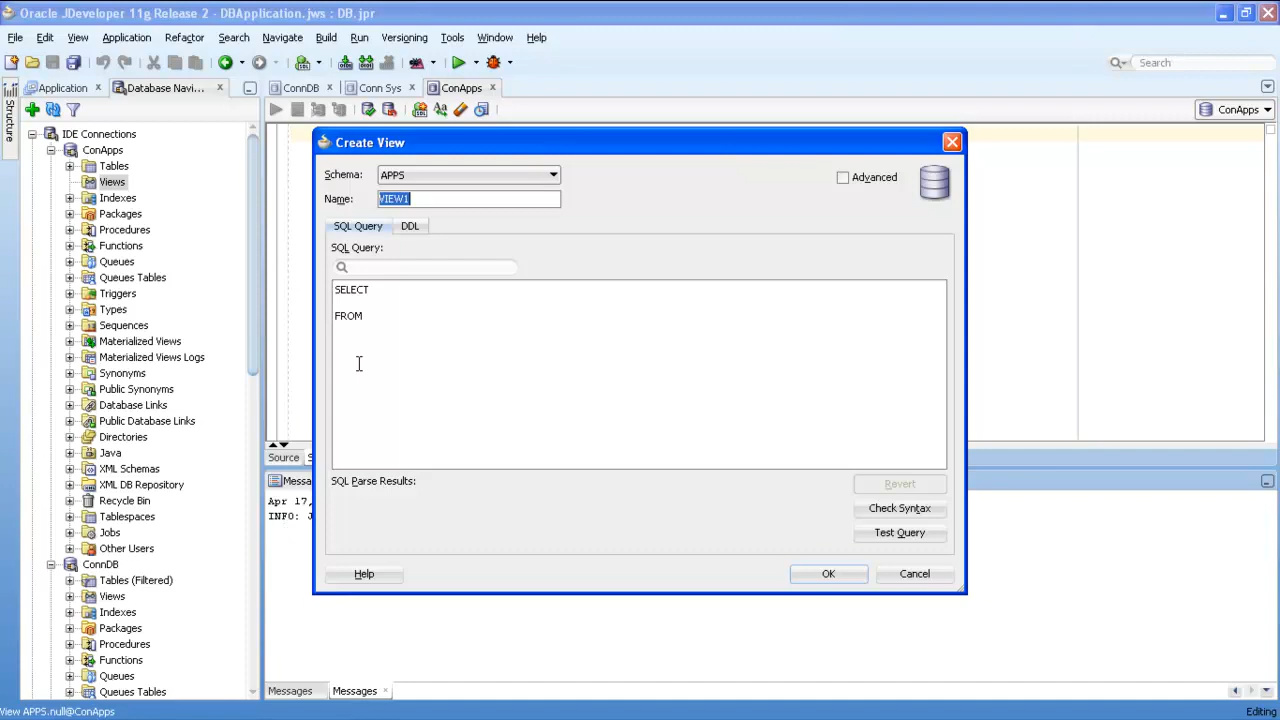 Oracle JDeveloper 11g Release 2 - DBApplication.jws : DB.jpr
File Edit View Application Refactor Search Navigate Build Run Versioning Tools Window Help
Search
Application Database Navi... ConnDB Conn Sys ConApps
Structure
ConApps
IDE Connections
ConApps
Tables
Views
Indexes
Packages
Procedures
Functions
Queues
Queues Tables
Triggers
Types
Sequences
Materialized Views
Materialized Views Logs
Synonyms
Public Synonyms
Database Links
Public Database Links
Directories
Java
XML Schemas
XML DB Repository
Recycle Bin
Tablespaces
Jobs
Other Users
ConnDB
Tables (Filtered)
Views
Indexes
Packages
Procedures
Functions
Queues
Queues Tables
Create View
Schema: APPS
Advanced
Name: VIEW1
SQL Query DDL
SQL Query:
SELECT
FROM
SQL Parse Results:
Revert
Check Syntax
Test Query
Help OK Cancel
Source
Messa
Apr 17,
INFO: J
Messages Messages
View APPS.null@ConApps
Editing